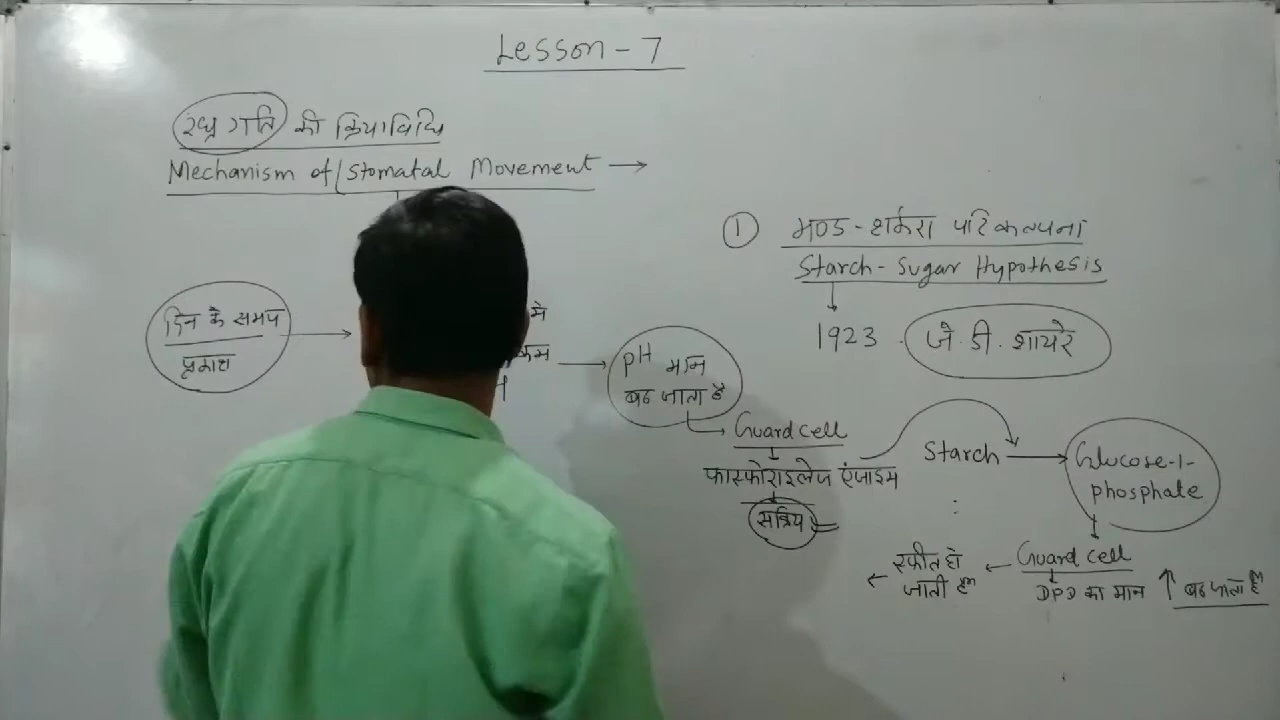 Lesson - 7
रंध्र गति की क्रियाविधि
Mechanism of Stomatal Movement →
① मण्ड - शर्करा परिकल्पना
Starch - Sugar Hypothesis
1923 . जे. डी. शायरे
दिन के समय
प्रकाश
में
कम
pH मान
बढ जाता है
Guard cell
फास्फोराइलेज एंजाइम
सक्रिय
Starch → Glucose-1-
phosphate
Guard cell
DPD का मान ↑ बढ जाता है
स्फीत हो
जाती है